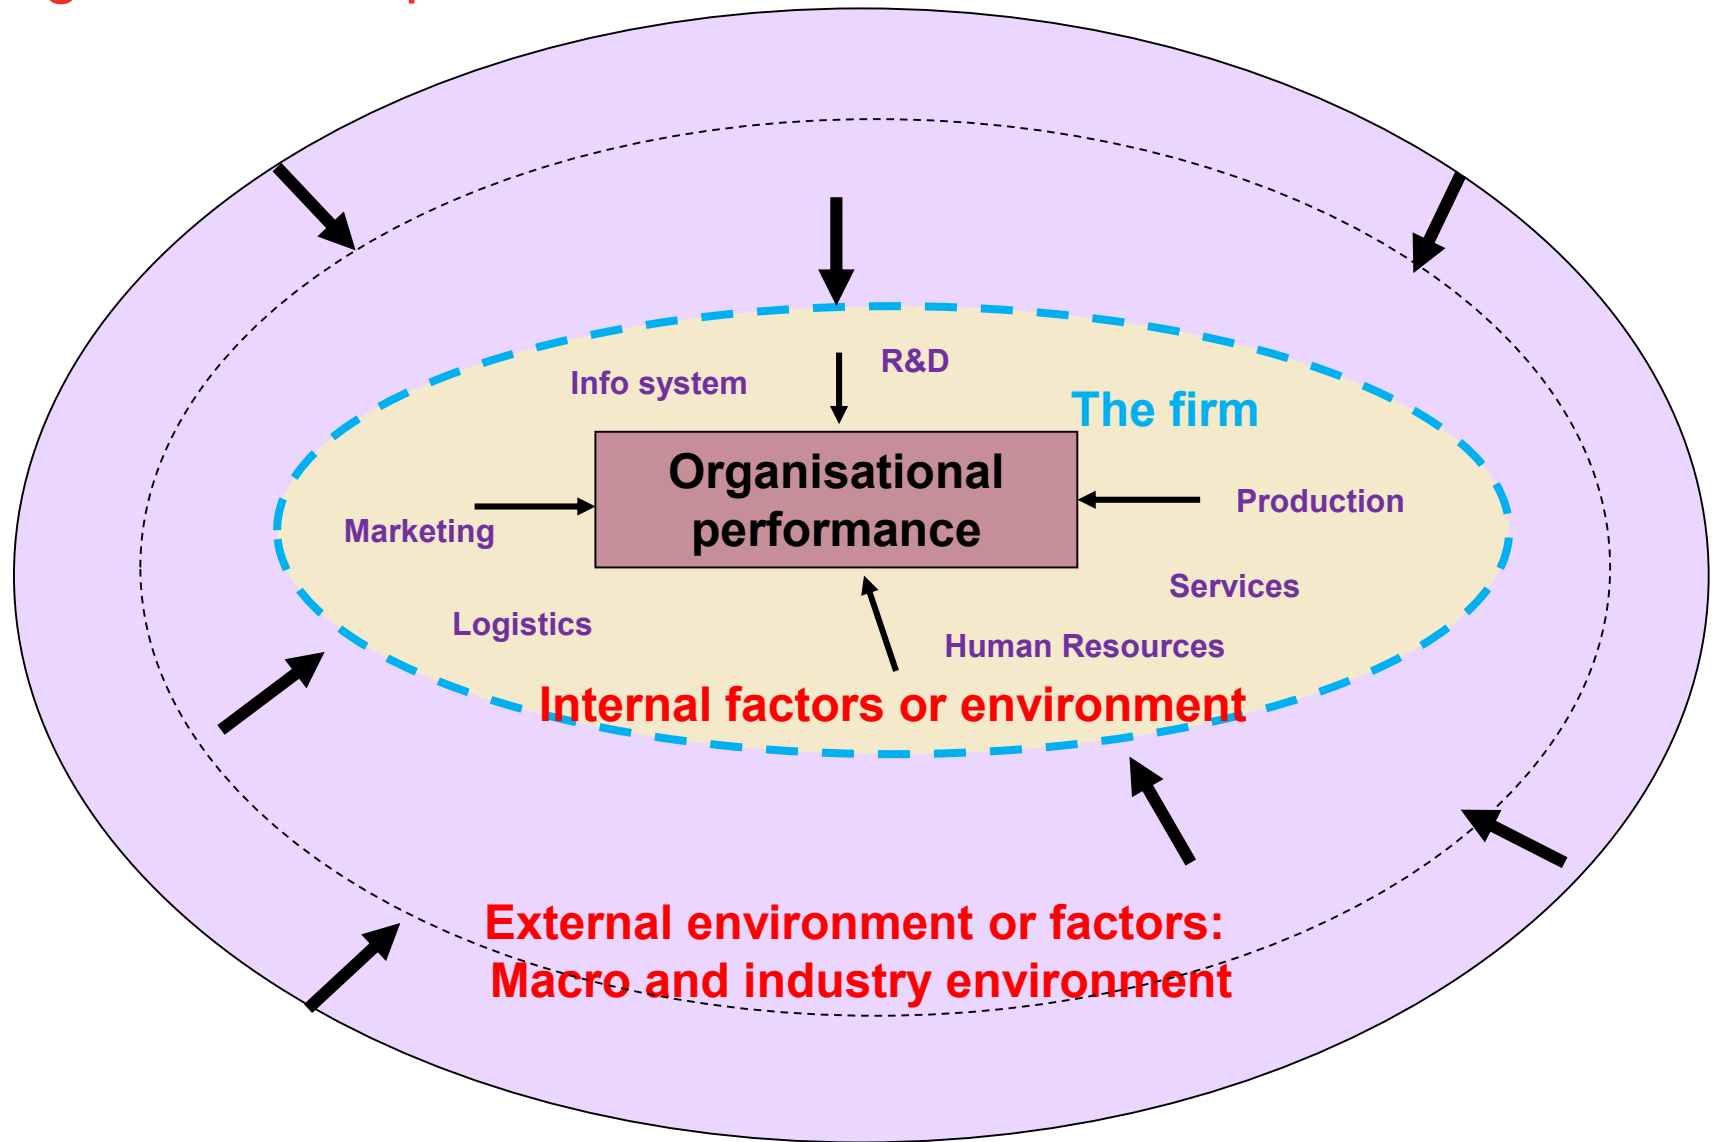 R&D
Info system
The firm
Organisational
performance
Production
Marketing
Services
Logistics
Human Resources
Internal factors or environment
External environment or factors:
Macro and industry environment